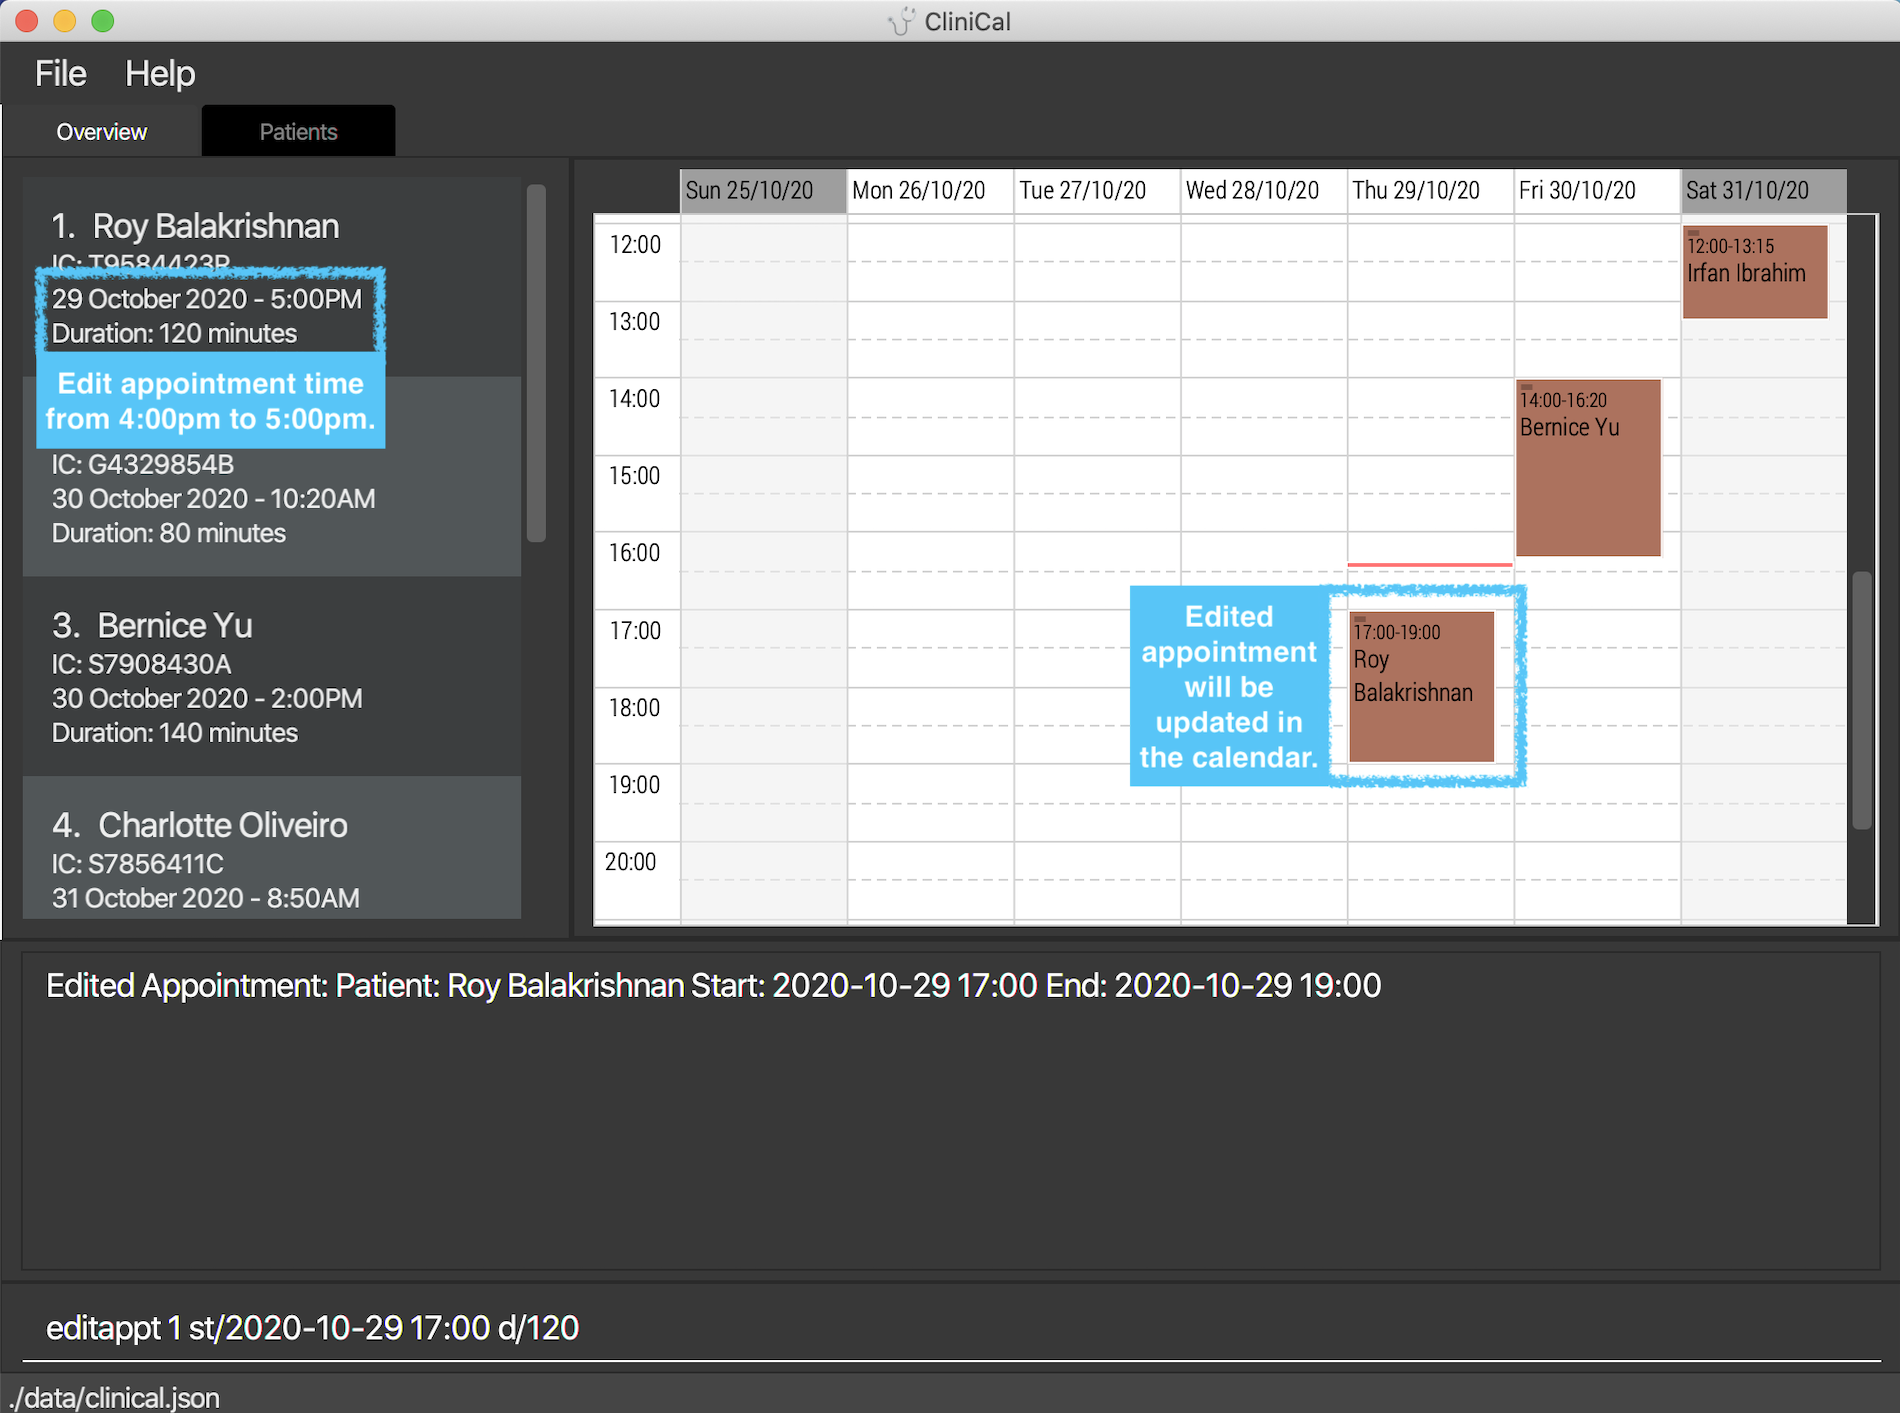 CliniCal
File Help
Overview Patients
1. Roy Balakrishnan
IC: T9584423R
29 October 2020 - 5:00PM
Duration: 120 minutes
Edit appointment time
from 4:00pm to 5:00pm.
IC: G4329854B
30 October 2020 - 10:20AM
Duration: 80 minutes
3. Bernice Yu
IC: S7908430A
30 October 2020 - 2:00PM
Duration: 140 minutes
4. Charlotte Oliveiro
IC: S7856411C
31 October 2020 - 8:50AM
Sun 25/10/20 Mon 26/10/20 Tue 27/10/20 Wed 28/10/20 Thu 29/10/20 Fri 30/10/20 Sat 31/10/20
12:00
13:00
14:00
15:00
16:00
17:00
18:00
19:00
20:00
12:00-13:15
Irfan Ibrahim
14:00-16:20
Bernice Yu
Edited
appointment
will be
updated in
the calendar.
17:00-19:00
Roy
Balakrishnan
Edited Appointment: Patient: Roy Balakrishnan Start: 2020-10-29 17:00 End: 2020-10-29 19:00
editappt 1 st/2020-10-29 17:00 d/120
./data/clinical.json